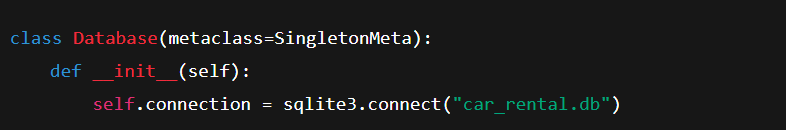 class Database(metaclass=SingletonMeta):
    def __init__(self):
        self.connection = sqlite3.connect("car_rental.db")